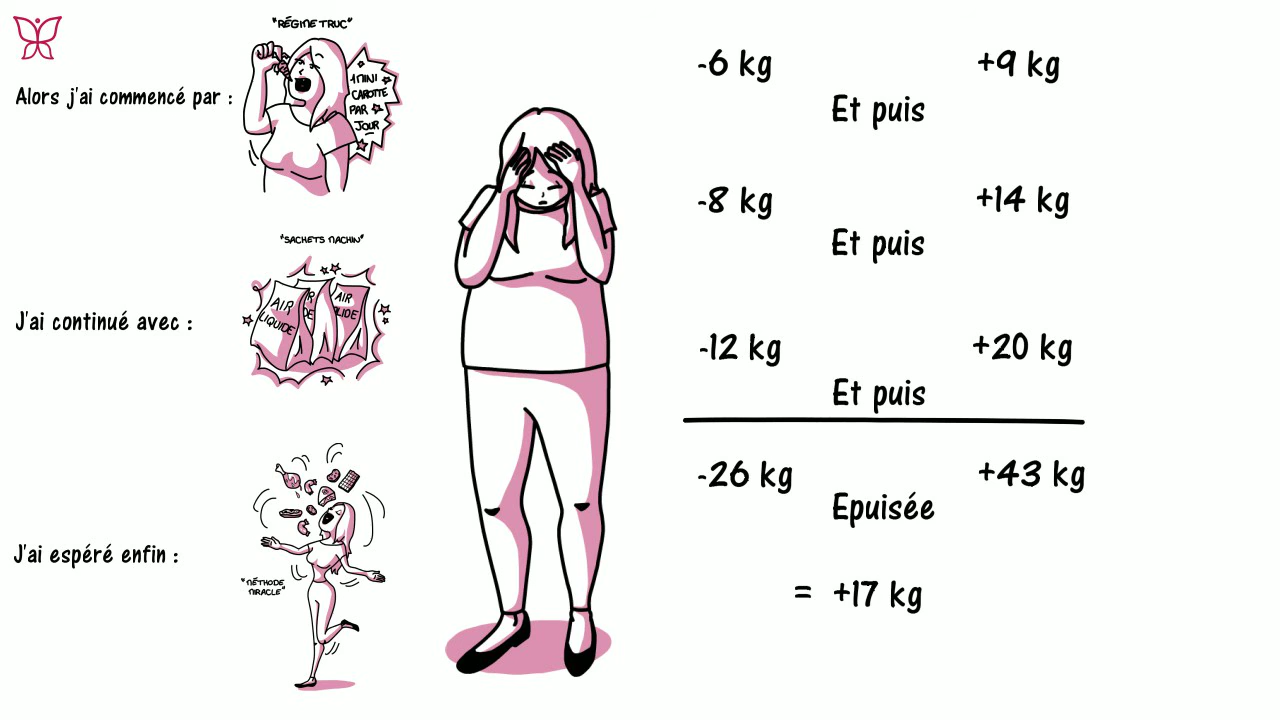 "RÉGIME TRUC"
Alors j'ai commencé par :
1 MINI
CAROTTE
PAR
JOUR
"SACHETS MACHIN"
J'ai continué avec :
AIR
LIQUIDE
AIR
J'ai espéré enfin :
"MÉTHODE
MIRACLE"
-6 kg +9 kg
Et puis
-8 kg +14 kg
Et puis
-12 kg +20 kg
Et puis
-26 kg +43 kg
Epuisée
= +17 kg